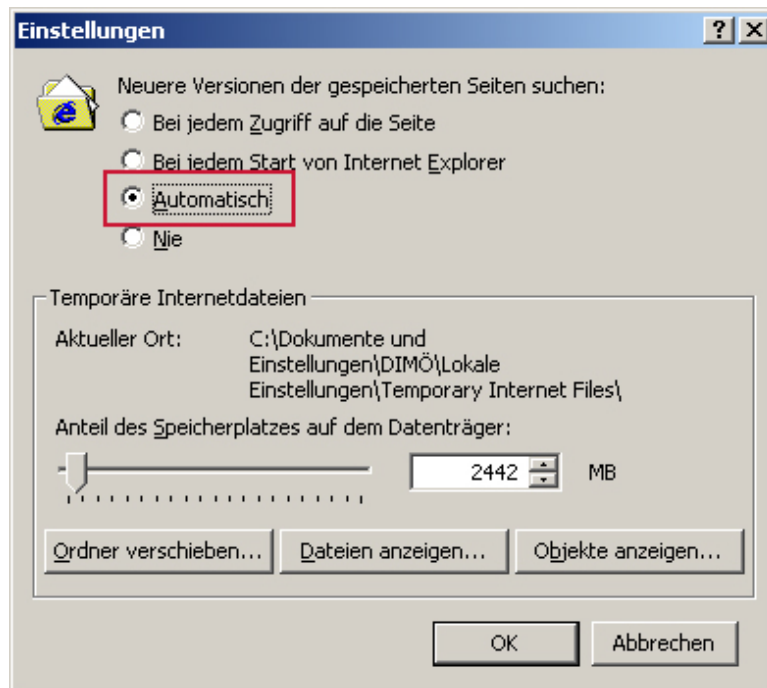 Einstellungen
Neuere Versionen der gespeicherten Seiten suchen:
Bei jedem Zugriff auf die Seite
Bei jedem Start von Internet Explorer
Automatisch
Nie
Temporäre Internetdateien
Aktueller Ort: C:\Dokumente und
Einstellungen\DIMÖ\Lokale
Einstellungen\Temporary Internet Files\
Anteil des Speicherplatzes auf dem Datenträger:
2442 MB
Ordner verschieben... Dateien anzeigen... Objekte anzeigen...
OK Abbrechen